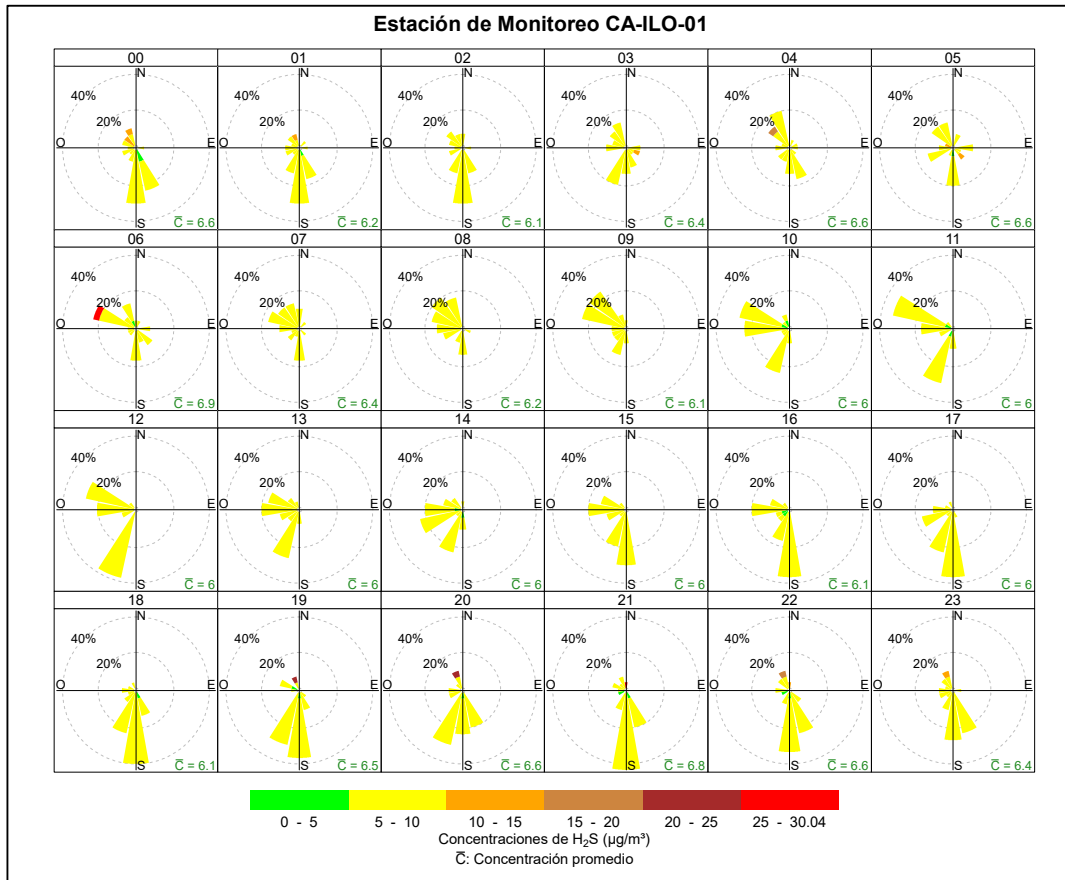 Estación de Monitoreo CA-ILO-01
00 01 02 03 04 05
N N N N N N
40% 40% 40% 40% 40% 40%
20% 20% 20% 20% 20% 20%
O E O E O E O E O E O E
S S S S S S
C̅ = 6.6 C̅ = 6.2 C̅ = 6.1 C̅ = 6.4 C̅ = 6.6 C̅ = 6.6
06 07 08 09 10 11
N N N N N N
40% 40% 40% 40% 40% 40%
20% 20% 20% 20% 20% 20%
O E O E O E O E O E O E
S S S S S S
C̅ = 6.9 C̅ = 6.4 C̅ = 6.2 C̅ = 6.1 C̅ = 6 C̅ = 6
12 13 14 15 16 17
N N N N N N
40% 40% 40% 40% 40% 40%
20% 20% 20% 20% 20% 20%
O E O E O E O E O E O E
S S S S S S
C̅ = 6 C̅ = 6 C̅ = 6 C̅ = 6 C̅ = 6.1 C̅ = 6
18 19 20 21 22 23
N N N N N N
40% 40% 40% 40% 40% 40%
20% 20% 20% 20% 20% 20%
O E O E O E O E O E O E
S S S S S S
C̅ = 6.1 C̅ = 6.5 C̅ = 6.6 C̅ = 6.8 C̅ = 6.6 C̅ = 6.4
0 - 5 5 - 10 10 - 15 15 - 20 20 - 25 25 - 30.04
Concentraciones de H₂S (µg/m³)
C̅: Concentración promedio